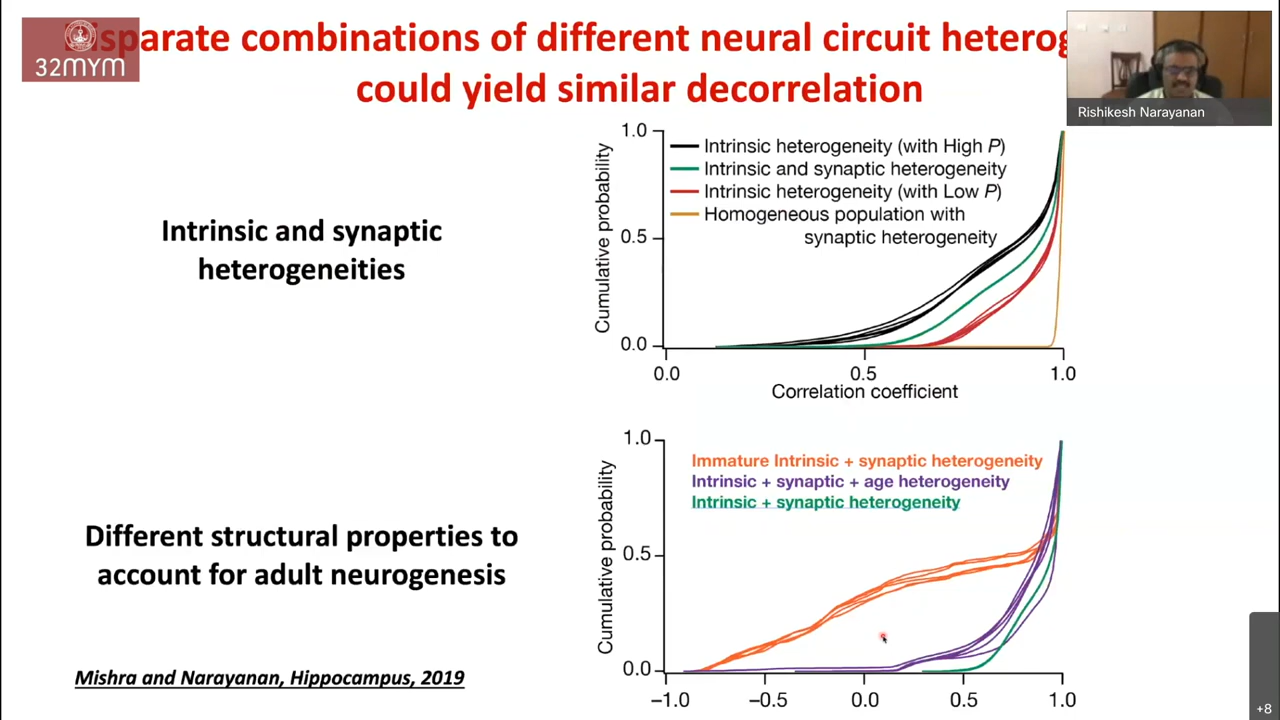 sparate combinations of different neural circuit heterog
could yield similar decorrelation
32MYM
Rishikesh Narayanan
Intrinsic and synaptic
heterogeneities
Cumulative probability
1.0
0.5
0.0
Intrinsic heterogeneity (with High P)
Intrinsic and synaptic heterogeneity
Intrinsic heterogeneity (with Low P)
Homogeneous population with
synaptic heterogeneity
0.0 0.5 1.0
Correlation coefficient
Different structural properties to
account for adult neurogenesis
Cumulative probability
1.0
0.5
0.0
Immature Intrinsic + synaptic heterogeneity
Intrinsic + synaptic + age heterogeneity
Intrinsic + synaptic heterogeneity
−1.0 −0.5 0.0 0.5 1.0
Mishra and Narayanan, Hippocampus, 2019
+8